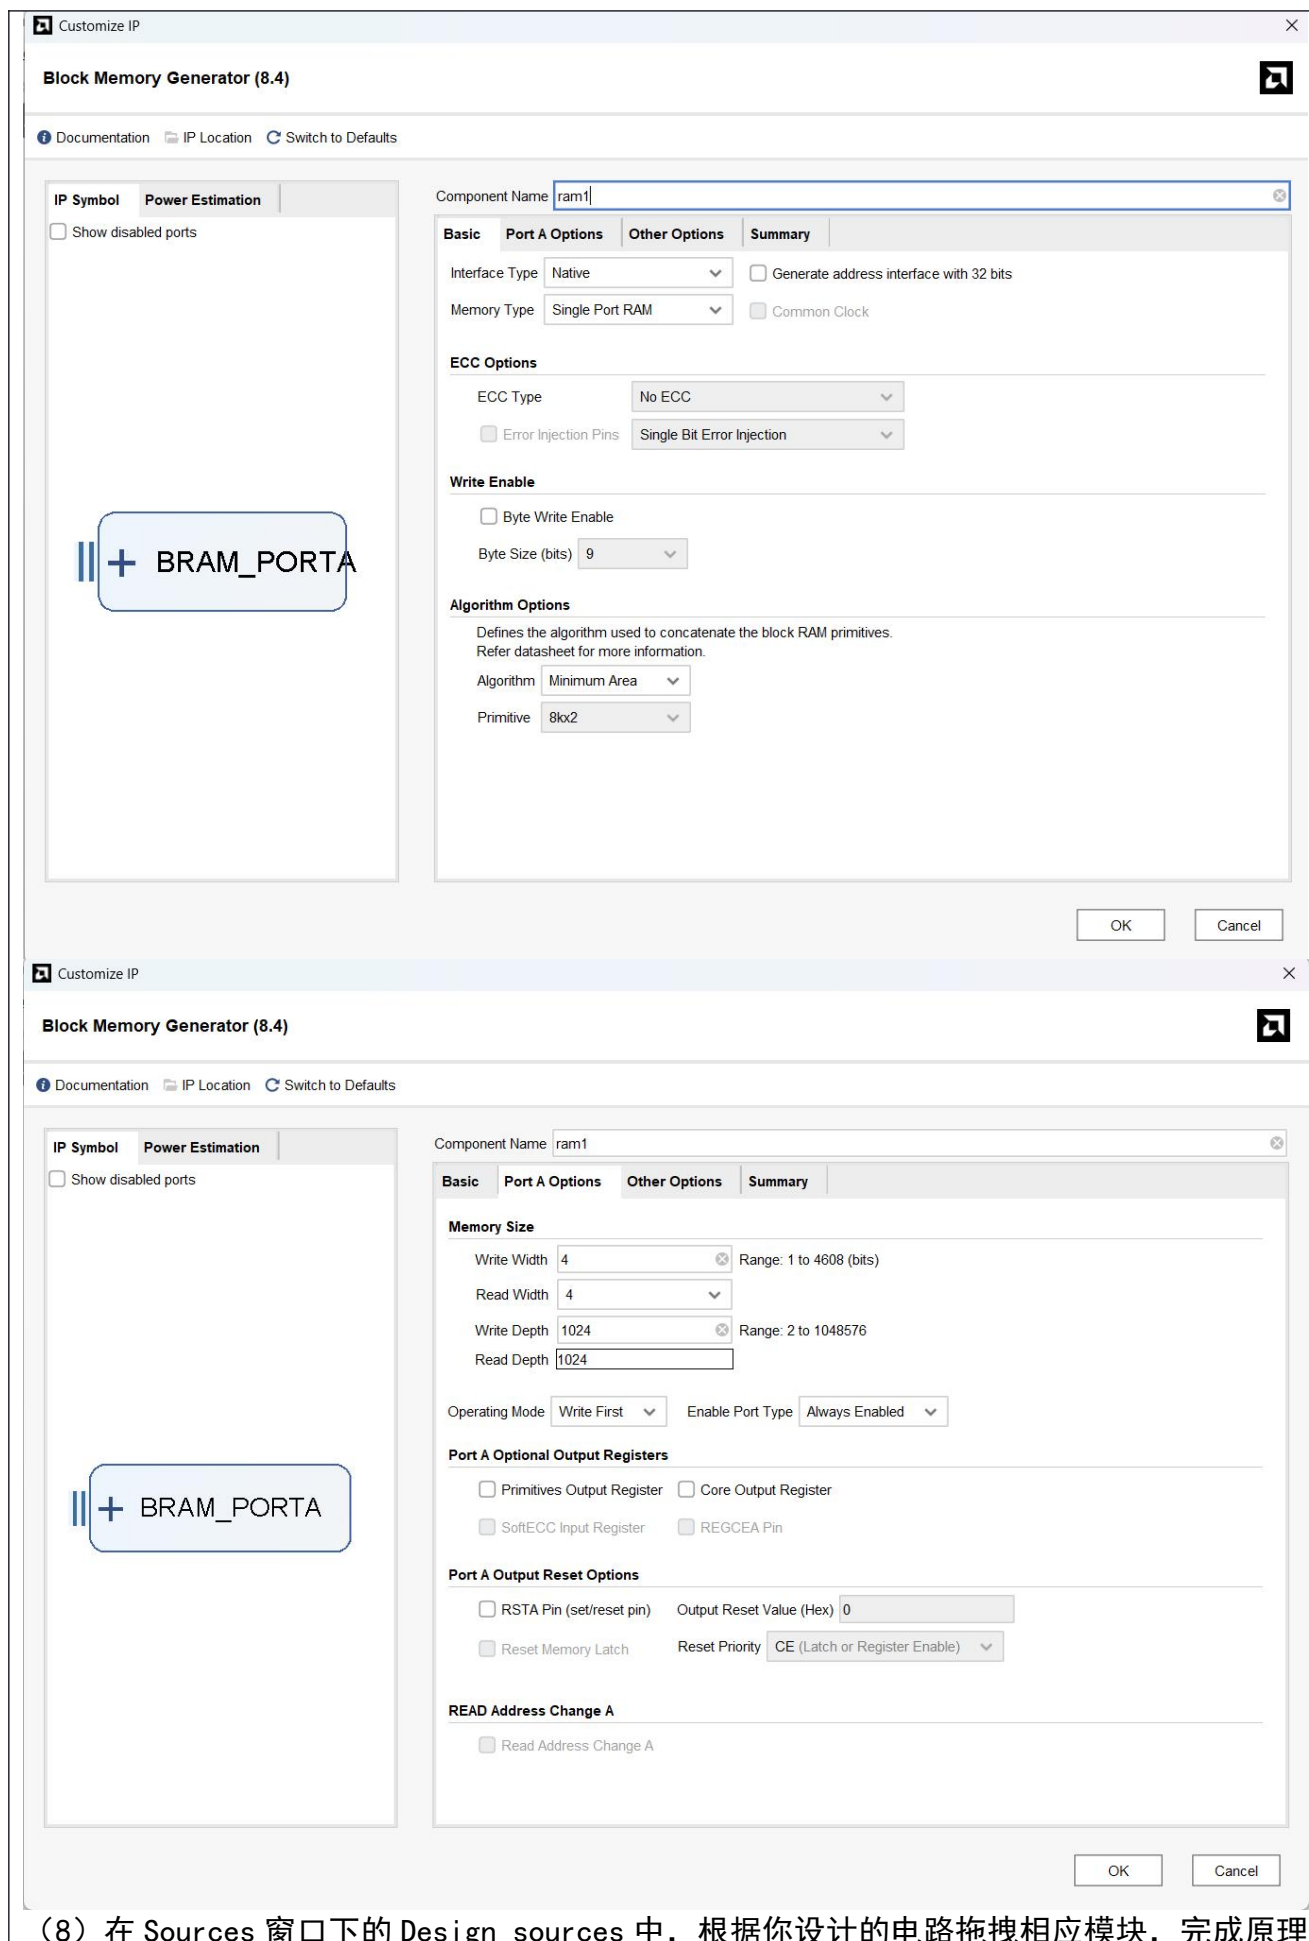 Customize IP
Block Memory Generator (8.4)
Documentation IP Location Switch to Defaults
IP Symbol Power Estimation
Show disabled ports
BRAM_PORTA
Component Name ram1
Basic Port A Options Other Options Summary
Interface Type Native Generate address interface with 32 bits
Memory Type Single Port RAM Common Clock
ECC Options
ECC Type No ECC
Error Injection Pins Single Bit Error Injection
Write Enable
Byte Write Enable
Byte Size (bits) 9
Algorithm Options
Defines the algorithm used to concatenate the block RAM primitives.
Refer datasheet for more information.
Algorithm Minimum Area
Primitive 8kx2
OK Cancel
Customize IP
Block Memory Generator (8.4)
Documentation IP Location Switch to Defaults
IP Symbol Power Estimation
Show disabled ports
BRAM_PORTA
Component Name ram1
Basic Port A Options Other Options Summary
Memory Size
Write Width 4 Range: 1 to 4608 (bits)
Read Width 4
Write Depth 1024 Range: 2 to 1048576
Read Depth 1024
Operating Mode Write First Enable Port Type Always Enabled
Port A Optional Output Registers
Primitives Output Register Core Output Register
SoftECC Input Register REGCEA Pin
Port A Output Reset Options
RSTA Pin (set/reset pin) Output Reset Value (Hex) 0
Reset Memory Latch Reset Priority CE (Latch or Register Enable)
READ Address Change A
Read Address Change A
OK Cancel
（8）在 Sources 窗口下的 Design sources 中，根据你设计的电路拖拽相应模块，完成原理